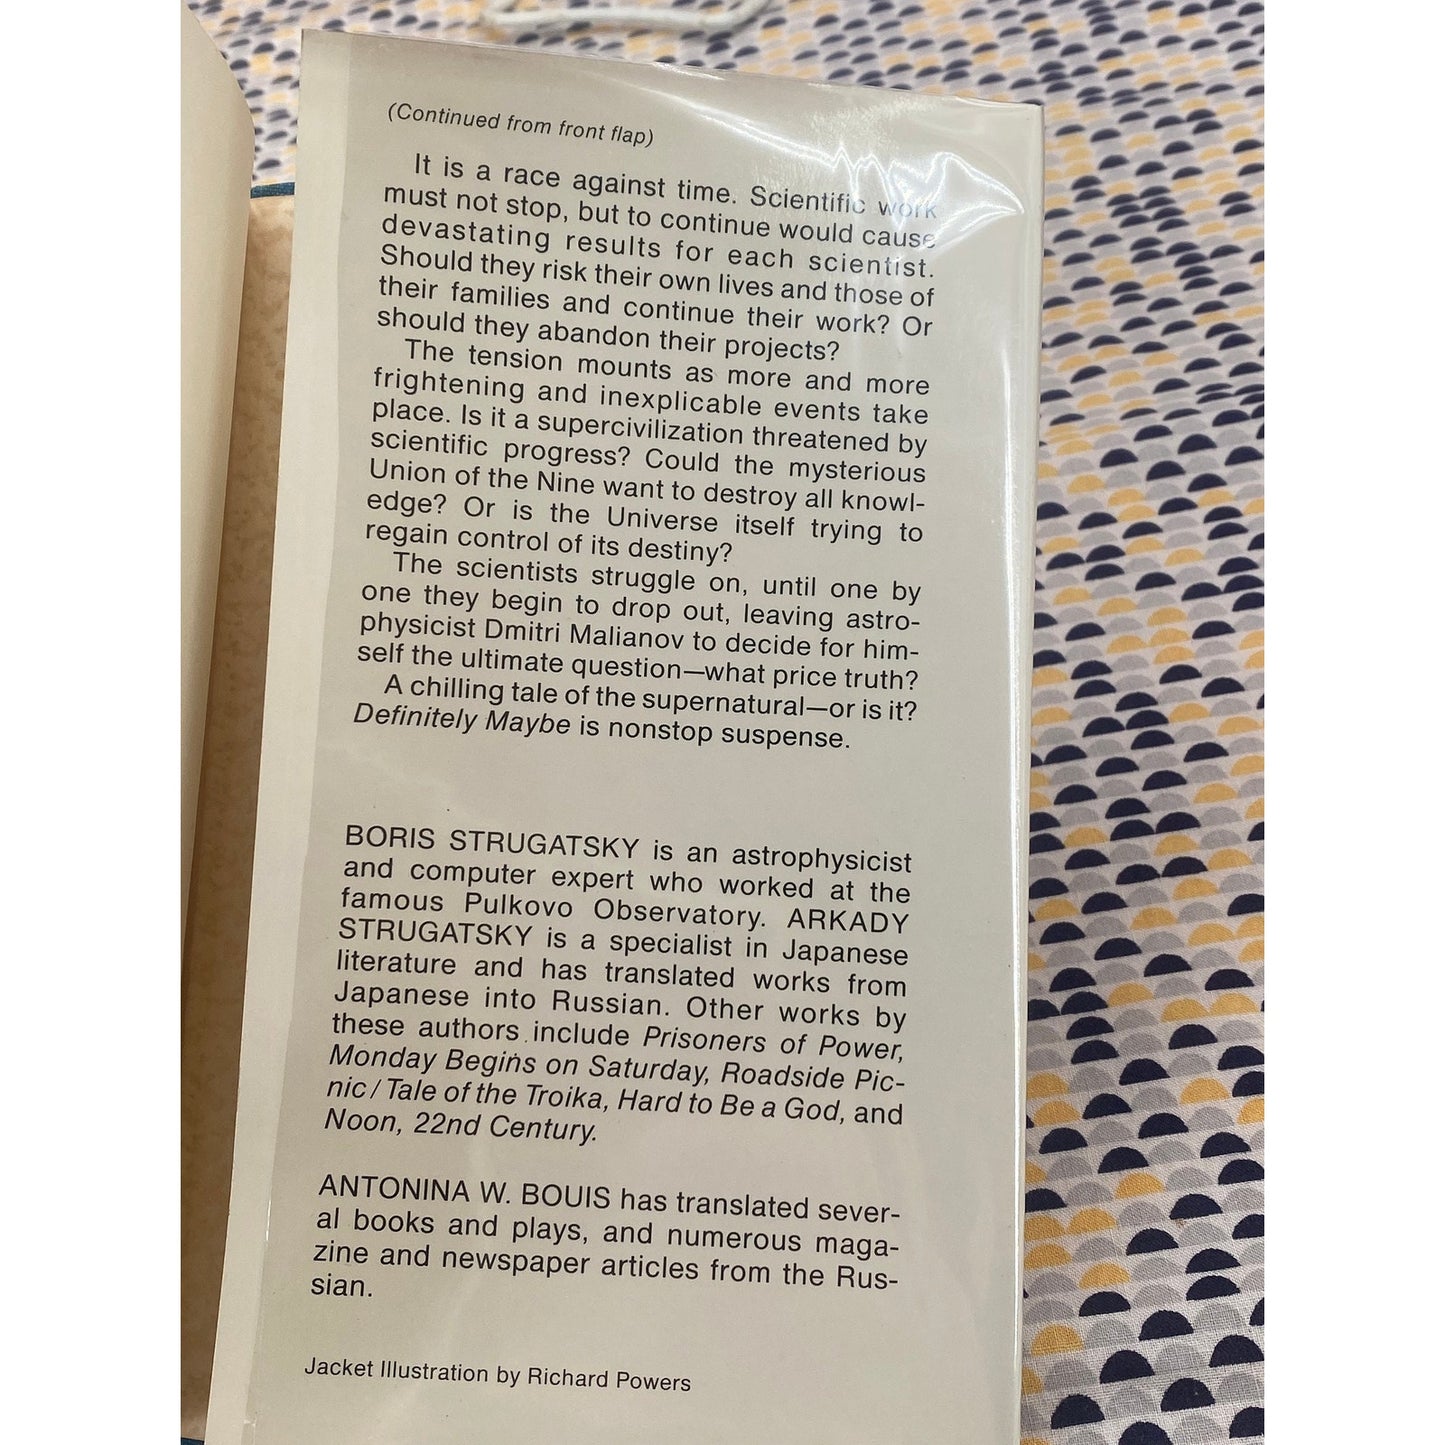 (Continued from front flap)
It is a race against time. Scientific work
must not stop, but to continue would cause
devastating results for each scientist.
Should they risk their own lives and those of
their families and continue their work? Or
should they abandon their projects?
The tension mounts as more and more
frightening and inexplicable events take
place. Is it a supercivilization threatened by
scientific progress? Could the mysterious
Union of the Nine want to destroy all knowl-
edge? Or is the Universe itself trying to
regain control of its destiny?
The scientists struggle on, until one by
one they begin to drop out, leaving astro-
physicist Dmitri Malianov to decide for him-
self the ultimate question—what price truth?
A chilling tale of the supernatural—or is it?
Definitely Maybe is nonstop suspense.
BORIS STRUGATSKY is an astrophysicist
and computer expert who worked at the
famous Pulkovo Observatory. ARKADY
STRUGATSKY is a specialist in Japanese
literature and has translated works from
Japanese into Russian. Other works by
these authors include Prisoners of Power,
Monday Begins on Saturday, Roadside Pic-
nic / Tale of the Troika, Hard to Be a God, and
Noon, 22nd Century.
ANTONINA W. BOUIS has translated sever-
al books and plays, and numerous maga-
zine and newspaper articles from the Rus-
sian.
Jacket Illustration by Richard Powers